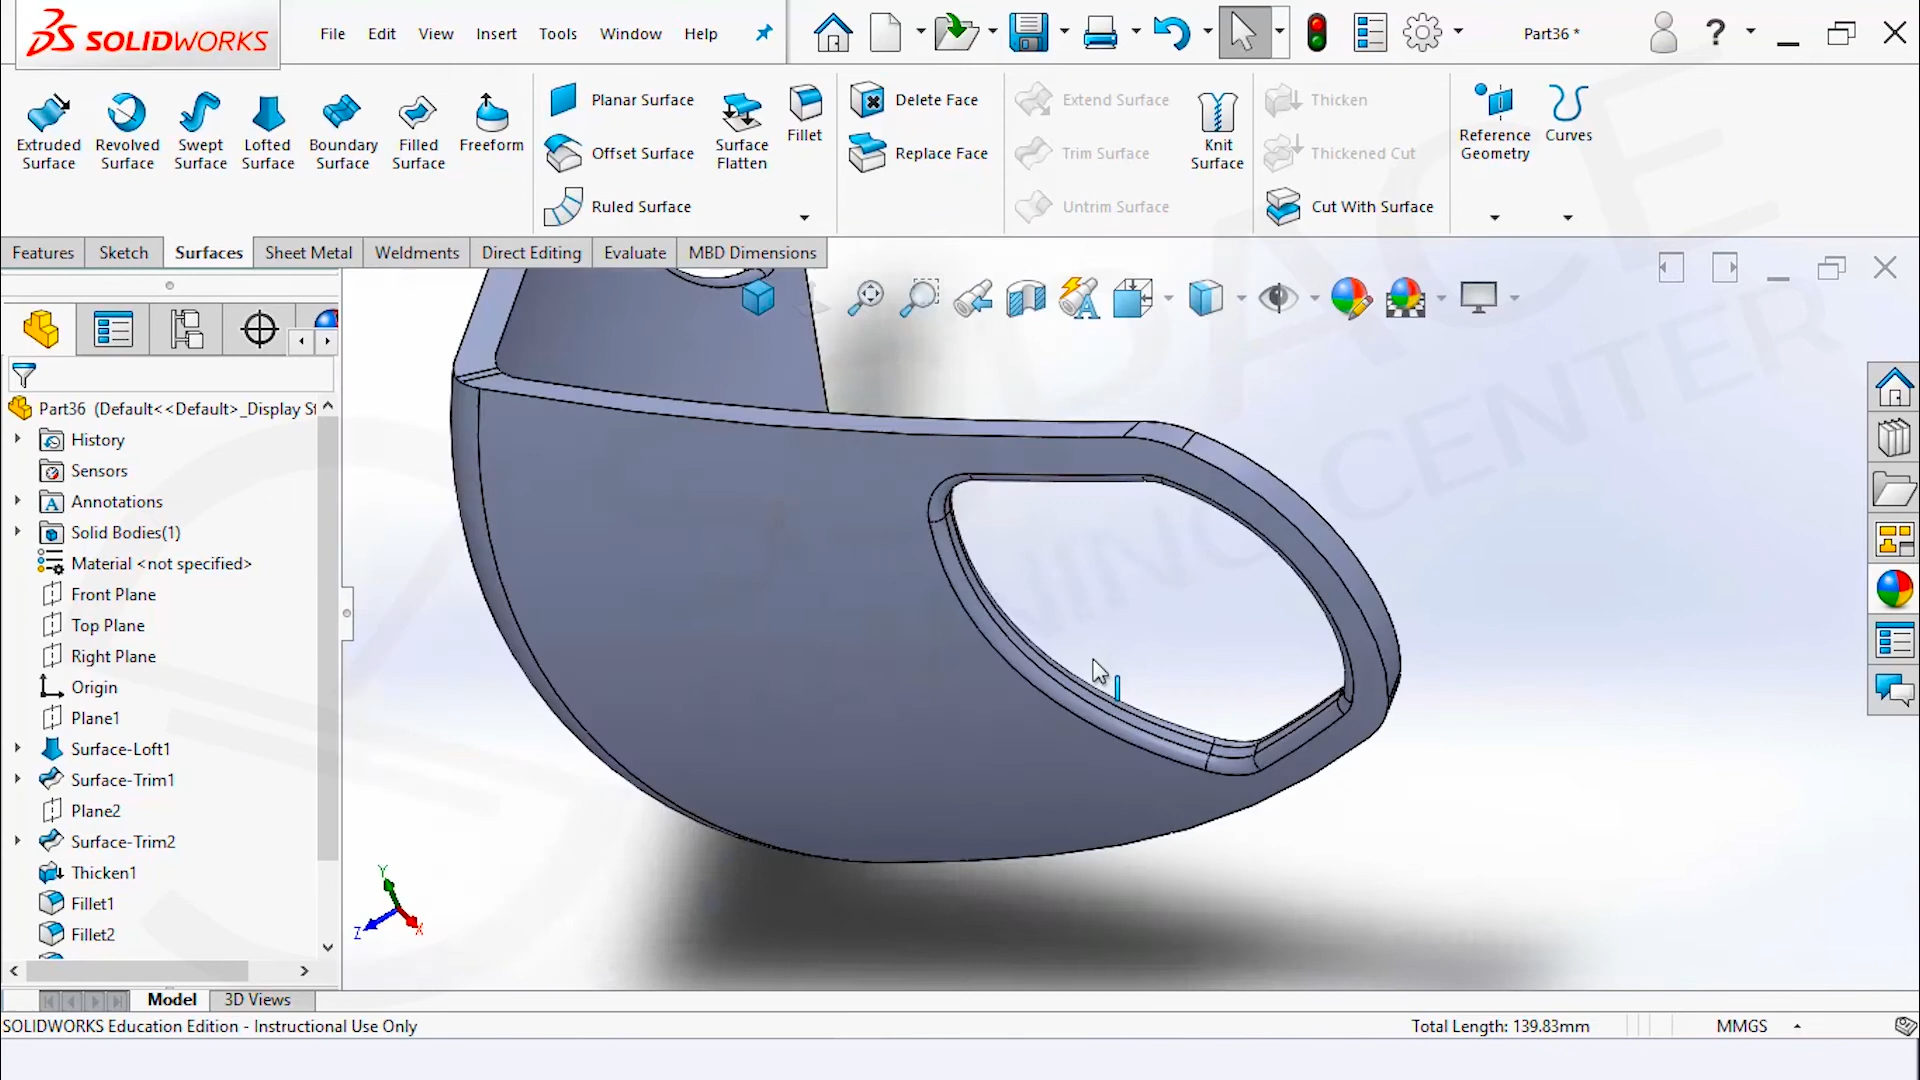 SOLIDWORKS
File Edit View Insert Tools Window Help
Part36 *
?
Extruded Surface
Revolved Surface
Swept Surface
Lofted Surface
Boundary Surface
Filled Surface
Freeform
Planar Surface
Offset Surface
Ruled Surface
Surface Flatten
Fillet
Delete Face
Replace Face
Extend Surface
Trim Surface
Untrim Surface
Knit Surface
Thicken
Thickened Cut
Cut With Surface
Reference Geometry
Curves
Features Sketch Surfaces Sheet Metal Weldments Direct Editing Evaluate MBD Dimensions
Part36 (Default<<Default>_Display St
History
Sensors
Annotations
Solid Bodies(1)
Material <not specified>
Front Plane
Top Plane
Right Plane
Origin
Plane1
Surface-Loft1
Surface-Trim1
Plane2
Surface-Trim2
Thicken1
Fillet1
Fillet2
Y
Z
X
CENTER
Model 3D Views
SOLIDWORKS Education Edition - Instructional Use Only
Total Length: 139.83mm
MMGS